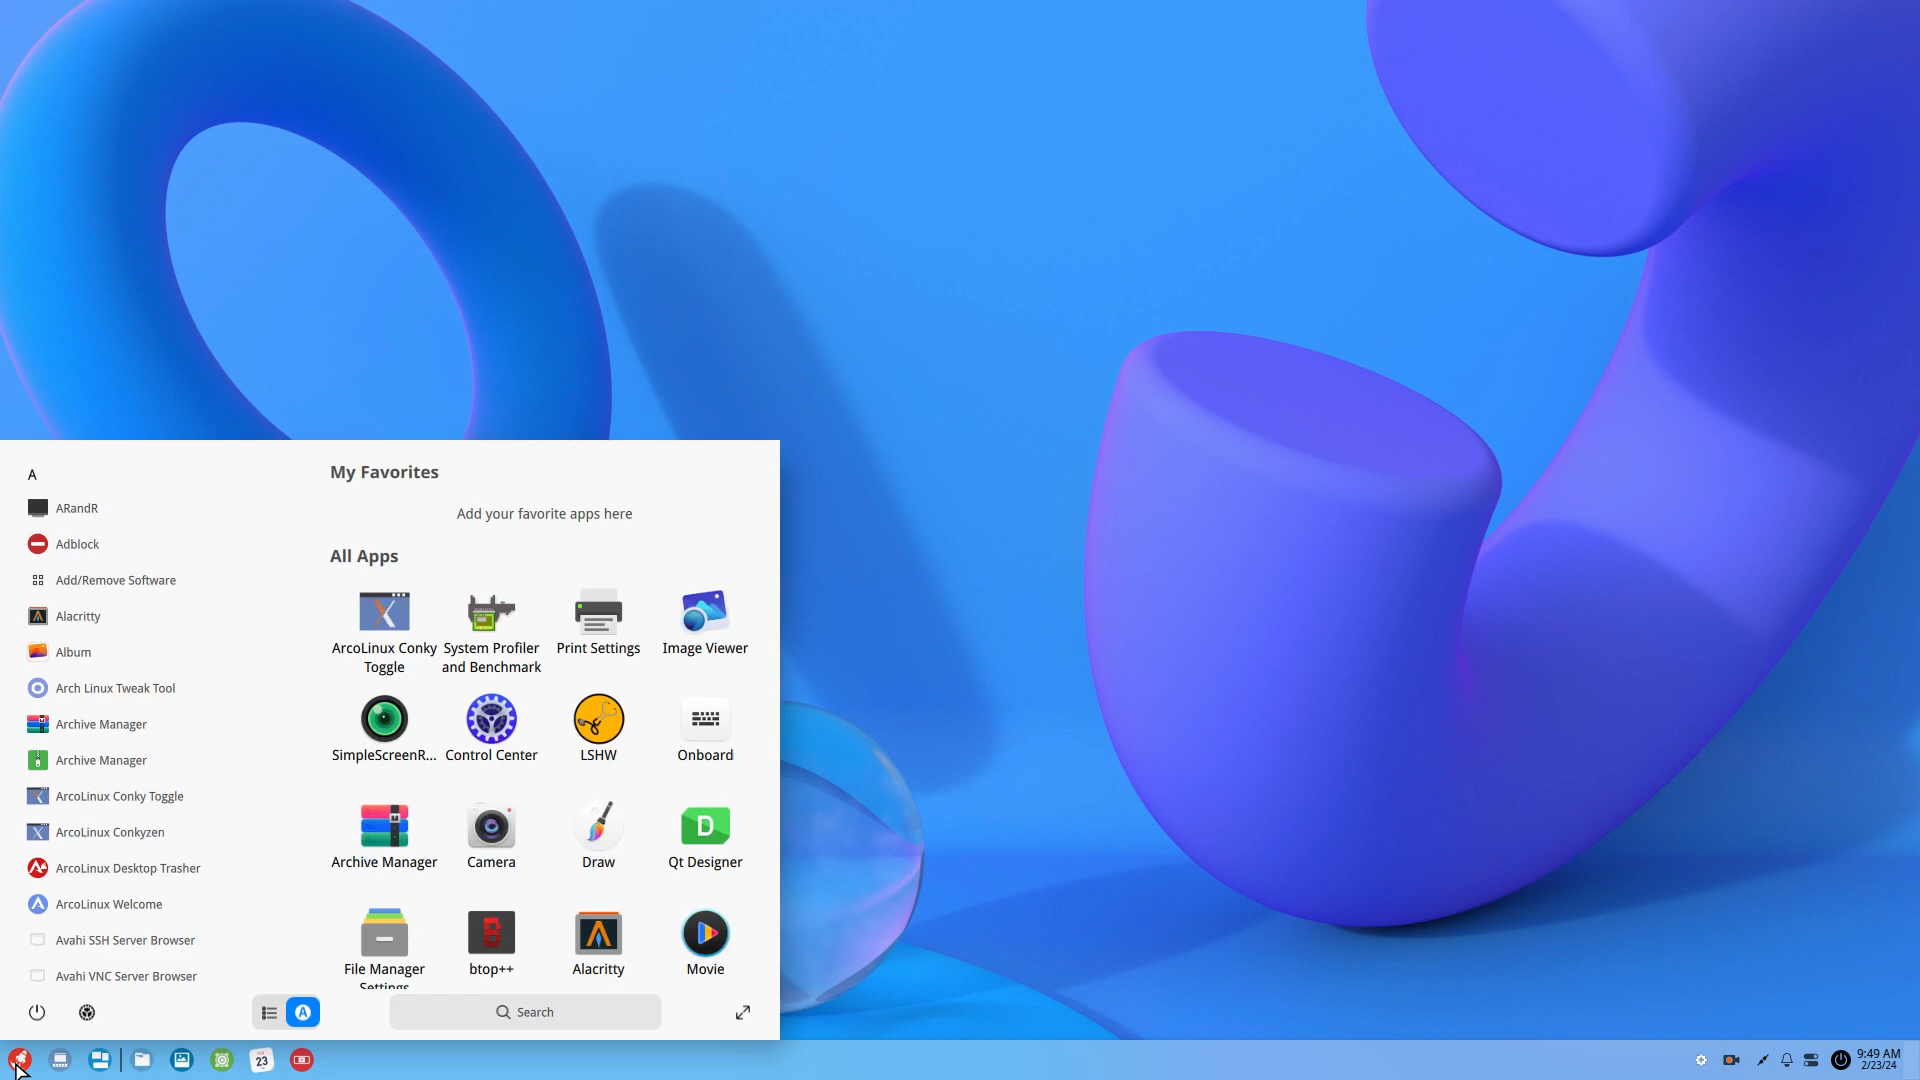 A
ARandR
Adblock
Add/Remove Software
Alacritty
Album
Arch Linux Tweak Tool
Archive Manager
Archive Manager
ArcoLinux Conky Toggle
ArcoLinux Conkyzen
ArcoLinux Desktop Trasher
ArcoLinux Welcome
Avahi SSH Server Browser
Avahi VNC Server Browser
My Favorites
Add your favorite apps here
All Apps
ArcoLinux Conky Toggle
System Profiler and Benchmark
Print Settings
Image Viewer
SimpleScreenR...
Control Center
LSHW
Onboard
Archive Manager
Camera
Draw
Qt Designer
File Manager Settings
btop++
Alacritty
Movie
Search
23
9:49 AM
2/23/24